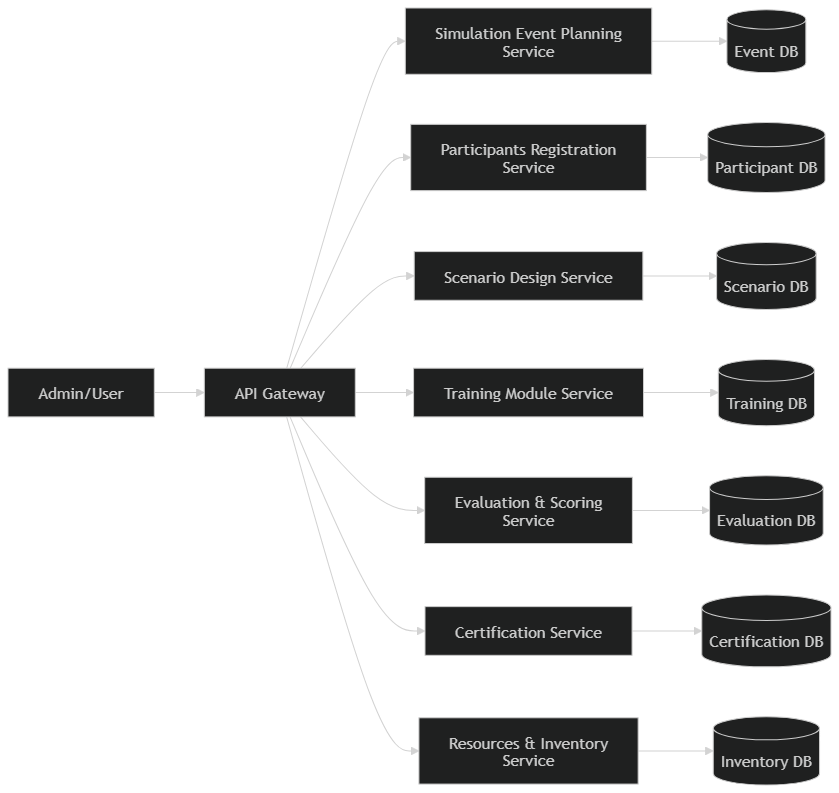 Simulation Event Planning
Service
Event DB
Participants Registration
Service
Participant DB
Scenario Design Service
Scenario DB
Admin/User
API Gateway
Training Module Service
Training DB
Evaluation & Scoring
Service
Evaluation DB
Certification Service
Certification DB
Resources & Inventory
Service
Inventory DB